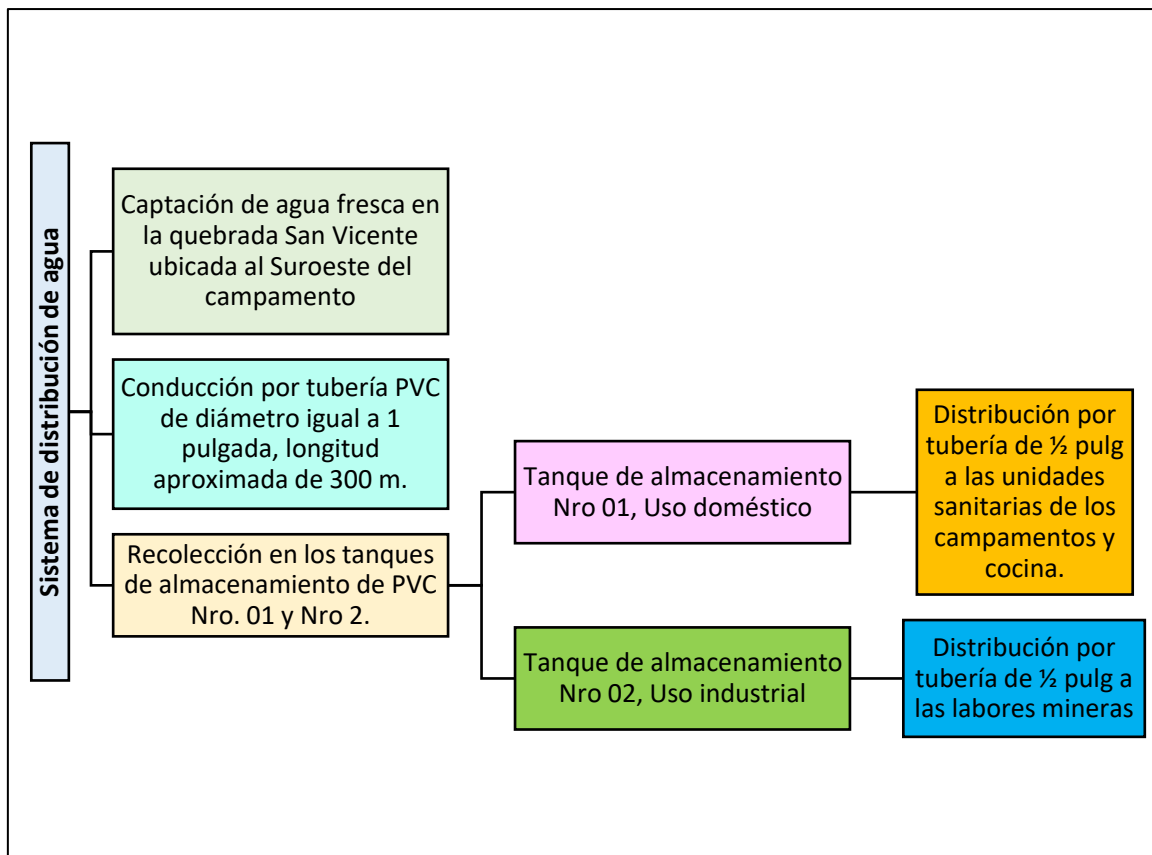 Sistema de distribución de agua
Captación de agua fresca en
la quebrada San Vicente
ubicada al Suroeste del
campamento
Conducción por tubería PVC
de diámetro igual a 1
pulgada, longitud
aproximada de 300 m.
Recolección en los tanques
de almacenamiento de PVC
Nro. 01 y Nro 2.
Tanque de almacenamiento
Nro 01, Uso doméstico
Distribución por
tubería de ½ pulg
a las unidades
sanitarias de los
campamentos y
cocina.
Tanque de almacenamiento
Nro 02, Uso industrial
Distribución por
tubería de ½ pulg a
las labores mineras